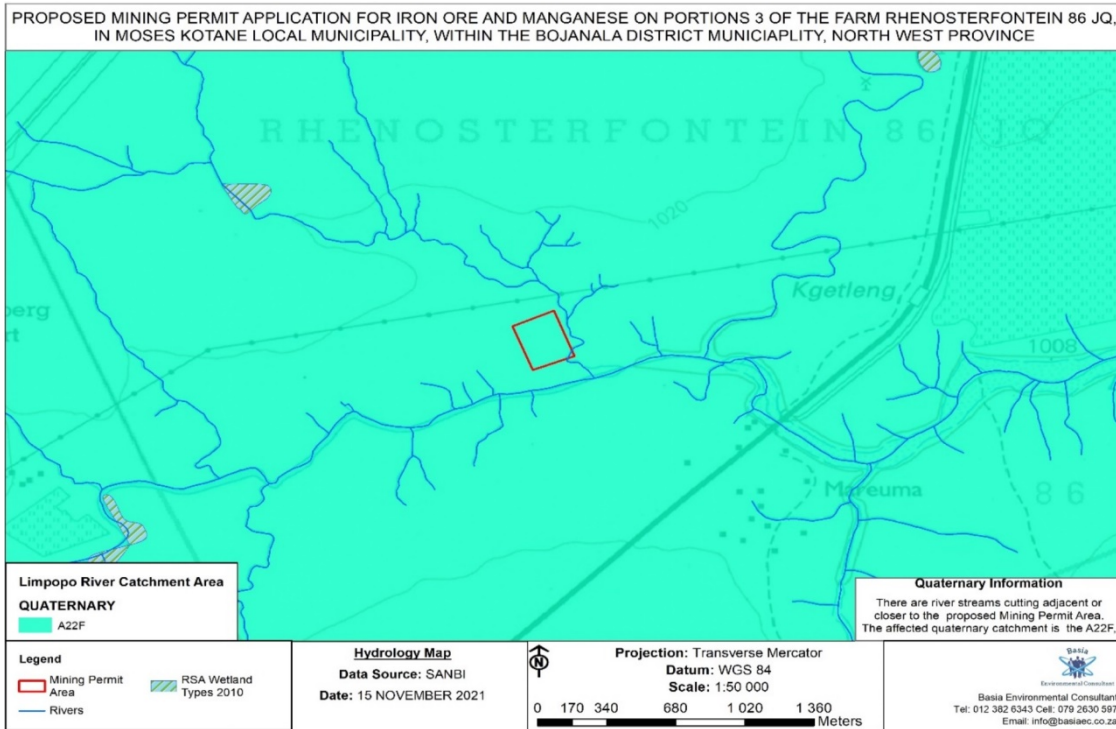 PROPOSED MINING PERMIT APPLICATION FOR IRON ORE AND MANGANESE ON PORTIONS 3 OF THE FARM RHENOSTERFONTEIN 86 JQ,
IN MOSES KOTANE LOCAL MUNICIPALITY, WITHIN THE BOJANALA DISTRICT MUNICIAPLITY, NORTH WEST PROVINCE
RHENOSTERFONTEIN 86 JQ
1020
Kgetleng
berg
rt
1008
Mareuma
86
Limpopo River Catchment Area
QUATERNARY
A22F
Quaternary Information
There are river streams cutting adjacent or
closer to the proposed Mining Permit Area.
The affected quaternary catchment is the A22F,
Legend
Mining Permit
Area
RSA Wetland
Types 2010
Rivers
Hydrology Map
Data Source: SANBI
Date: 15 NOVEMBER 2021
N
Projection: Transverse Mercator
Datum: WGS 84
Scale: 1:50 000
0 170 340 680 1 020 1 360
Meters
Basia
Environmental Consultant
Basia Environmental Consultant
Tel: 012 382 6343 Cell: 079 2630 597
Email: info@basiaec.co.za